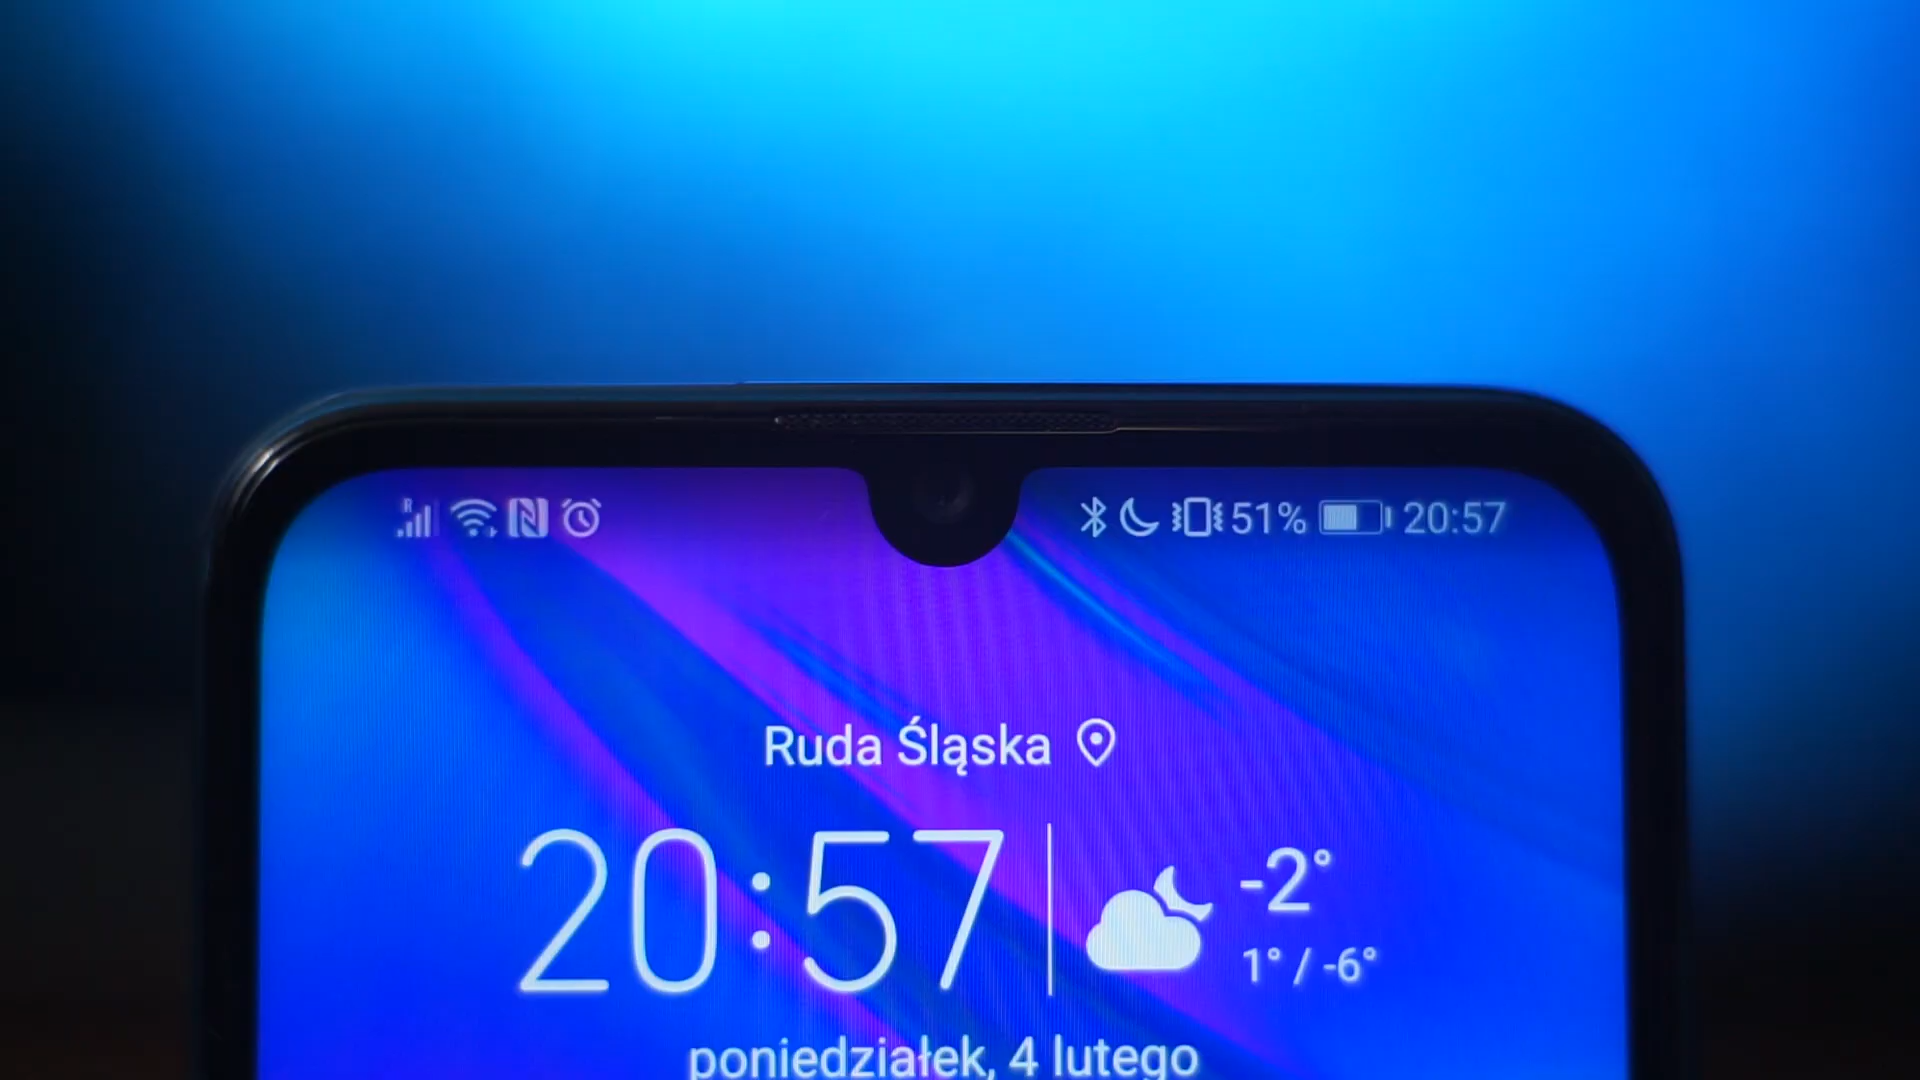 51% 20:57
Ruda Śląska
20:57
-2°
1° / -6°
poniedziałek, 4 lutego